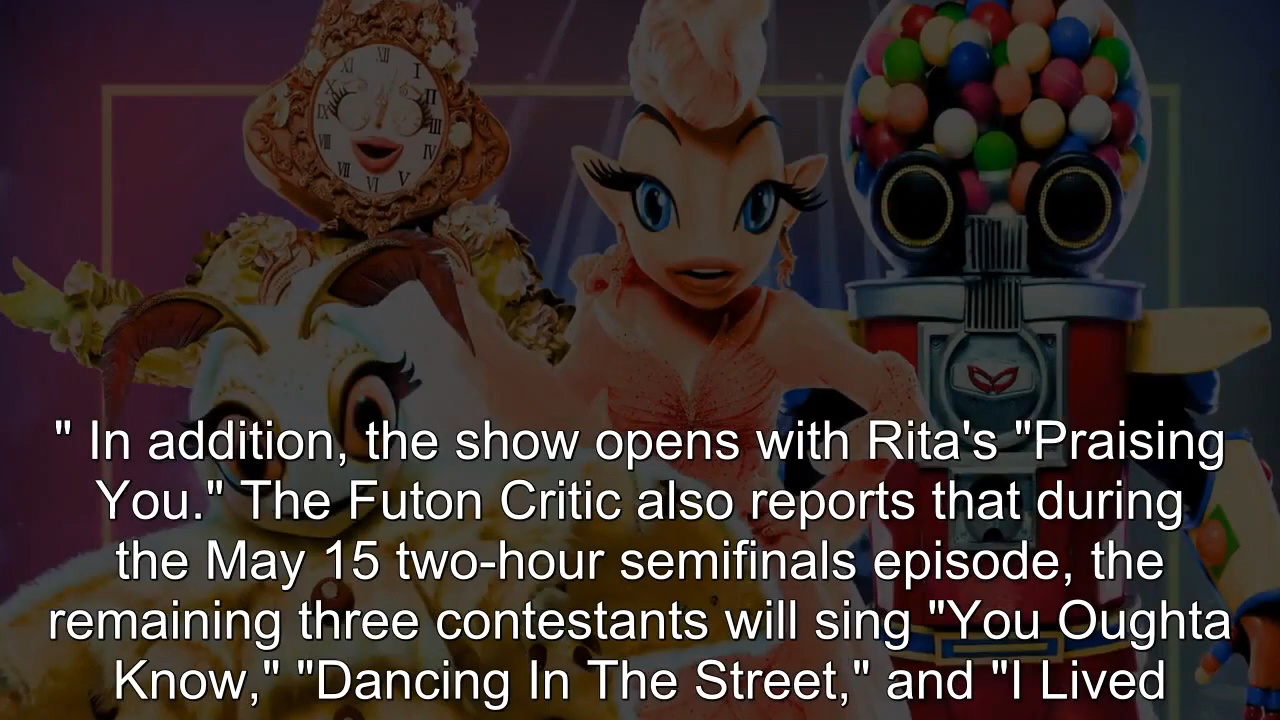 " In addition, the show opens with Rita's "Praising
You." The Futon Critic also reports that during
the May 15 two-hour semifinals episode, the
remaining three contestants will sing "You Oughta
Know," "Dancing In The Street," and "I Lived